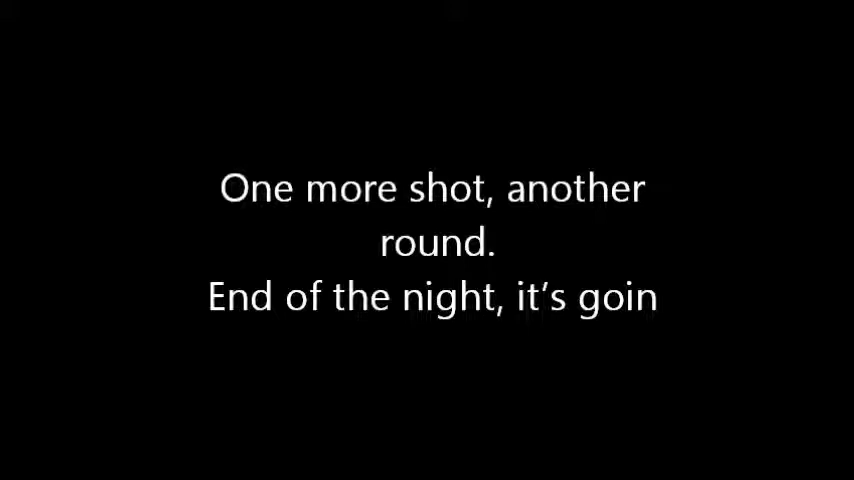 One more shot, another
round.
End of the night, it’s goin